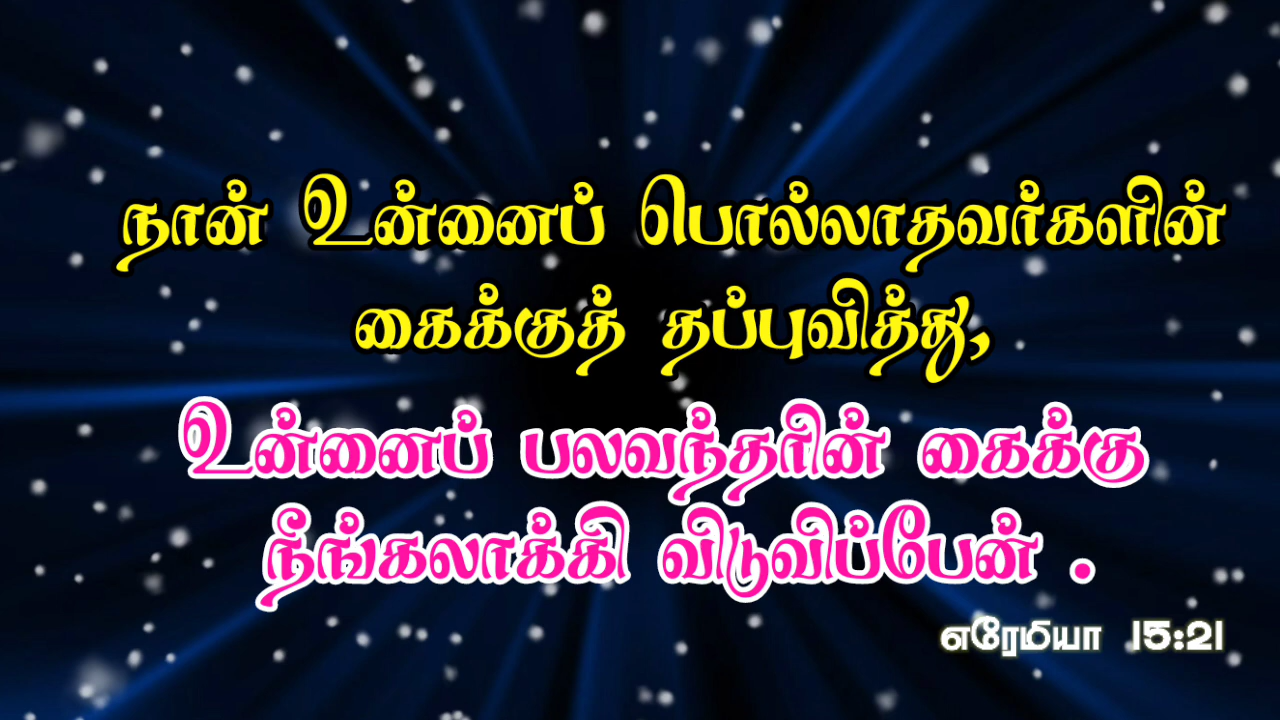 நான் உன்னைப் பொல்லாதவர்களின்
கைக்குத் தப்புவித்து,
உன்னைப் பலவந்தரின் கைக்கு
நீங்கலாக்கி விடுவிப்பேன் .
எரேமியா 15:21